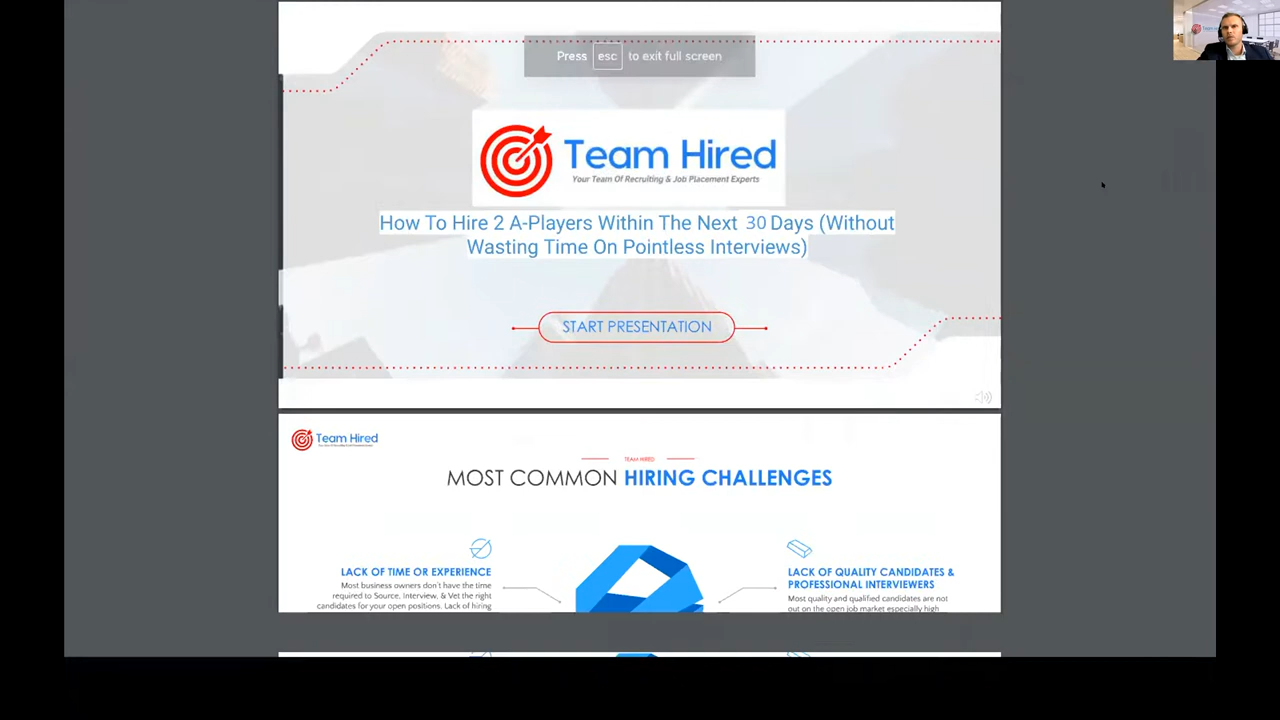 Press esc to exit full screen
Team Hired
Your Team Of Recruiting & Job Placement Experts
How To Hire 2 A-Players Within The Next 30 Days (Without
Wasting Time On Pointless Interviews)
START PRESENTATION
Team Hired
TEAM HIRED
MOST COMMON HIRING CHALLENGES
LACK OF TIME OR EXPERIENCE
Most business owners don't have the time
required to Source, Interview, & Vet the right
candidates for your open positions. Lack of hiring
LACK OF QUALITY CANDIDATES &
PROFESSIONAL INTERVIEWERS
Most quality and qualified candidates are not
out on the open job market especially high